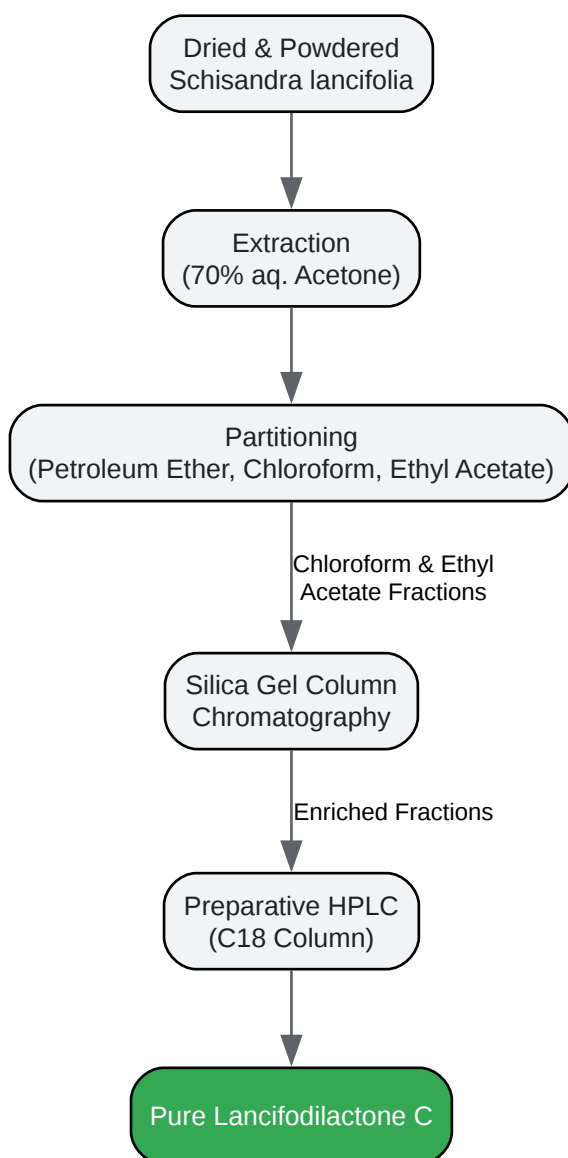 Dried & Powdered
Schisandra lancifolia
Extraction
(70% aq. Acetone)
Partitioning
(Petroleum Ether, Chloroform, Ethyl Acetate)
Chloroform & Ethyl
Acetate Fractions
Silica Gel Column
Chromatography
Enriched Fractions
Preparative HPLC
(C18 Column)
Pure Lancifodilactone C